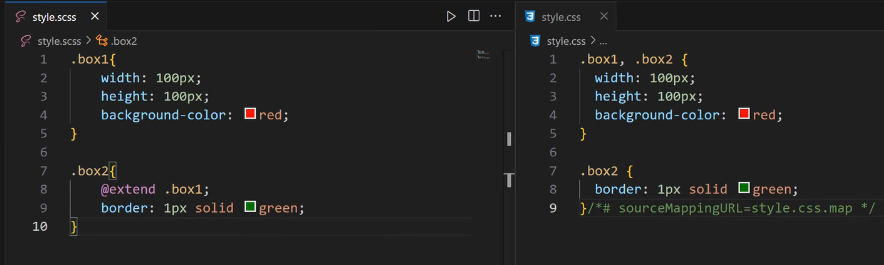 style.scss
style.scss > .box2
1 .box1{
2 width: 100px;
3 height: 100px;
4 background-color: red;
5 }
6
7 .box2{
8 @extend .box1;
9 border: 1px solid green;
10 }
style.css
style.css > ...
1 .box1, .box2 {
2 width: 100px;
3 height: 100px;
4 background-color: red;
5 }
6
7 .box2 {
8 border: 1px solid green;
9 }/*# sourceMappingURL=style.css.map */